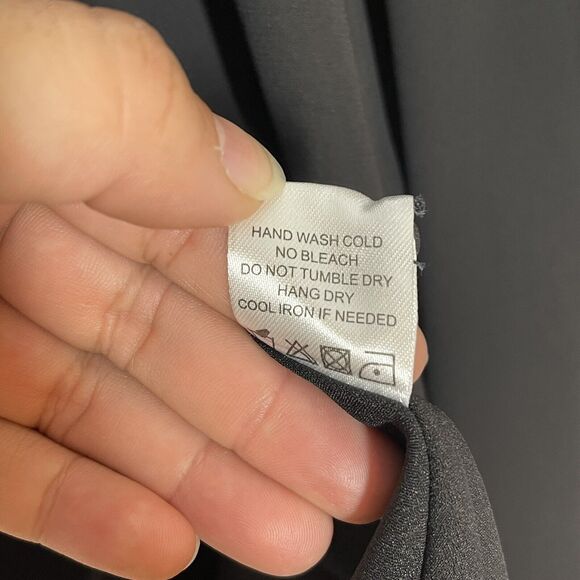 HAND WASH COLD
NO BLEACH
DO NOT TUMBLE DRY
HANG DRY
COOL IRON IF NEEDED